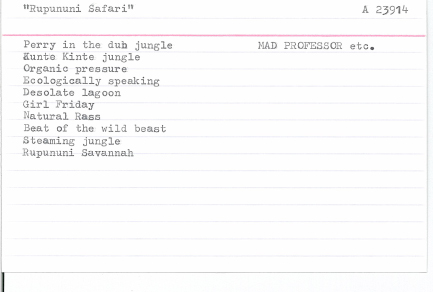 "Rupununi Safari" A 23914
Perry in the dub jungle MAD PROFESSOR etc.
Kunte Kinte jungle
Organic pressure
Ecologically speaking
Desolate lagoon
Girl Friday
Natural Rass
Beat of the wild beast
Steaming jungle
Rupununi Savannah